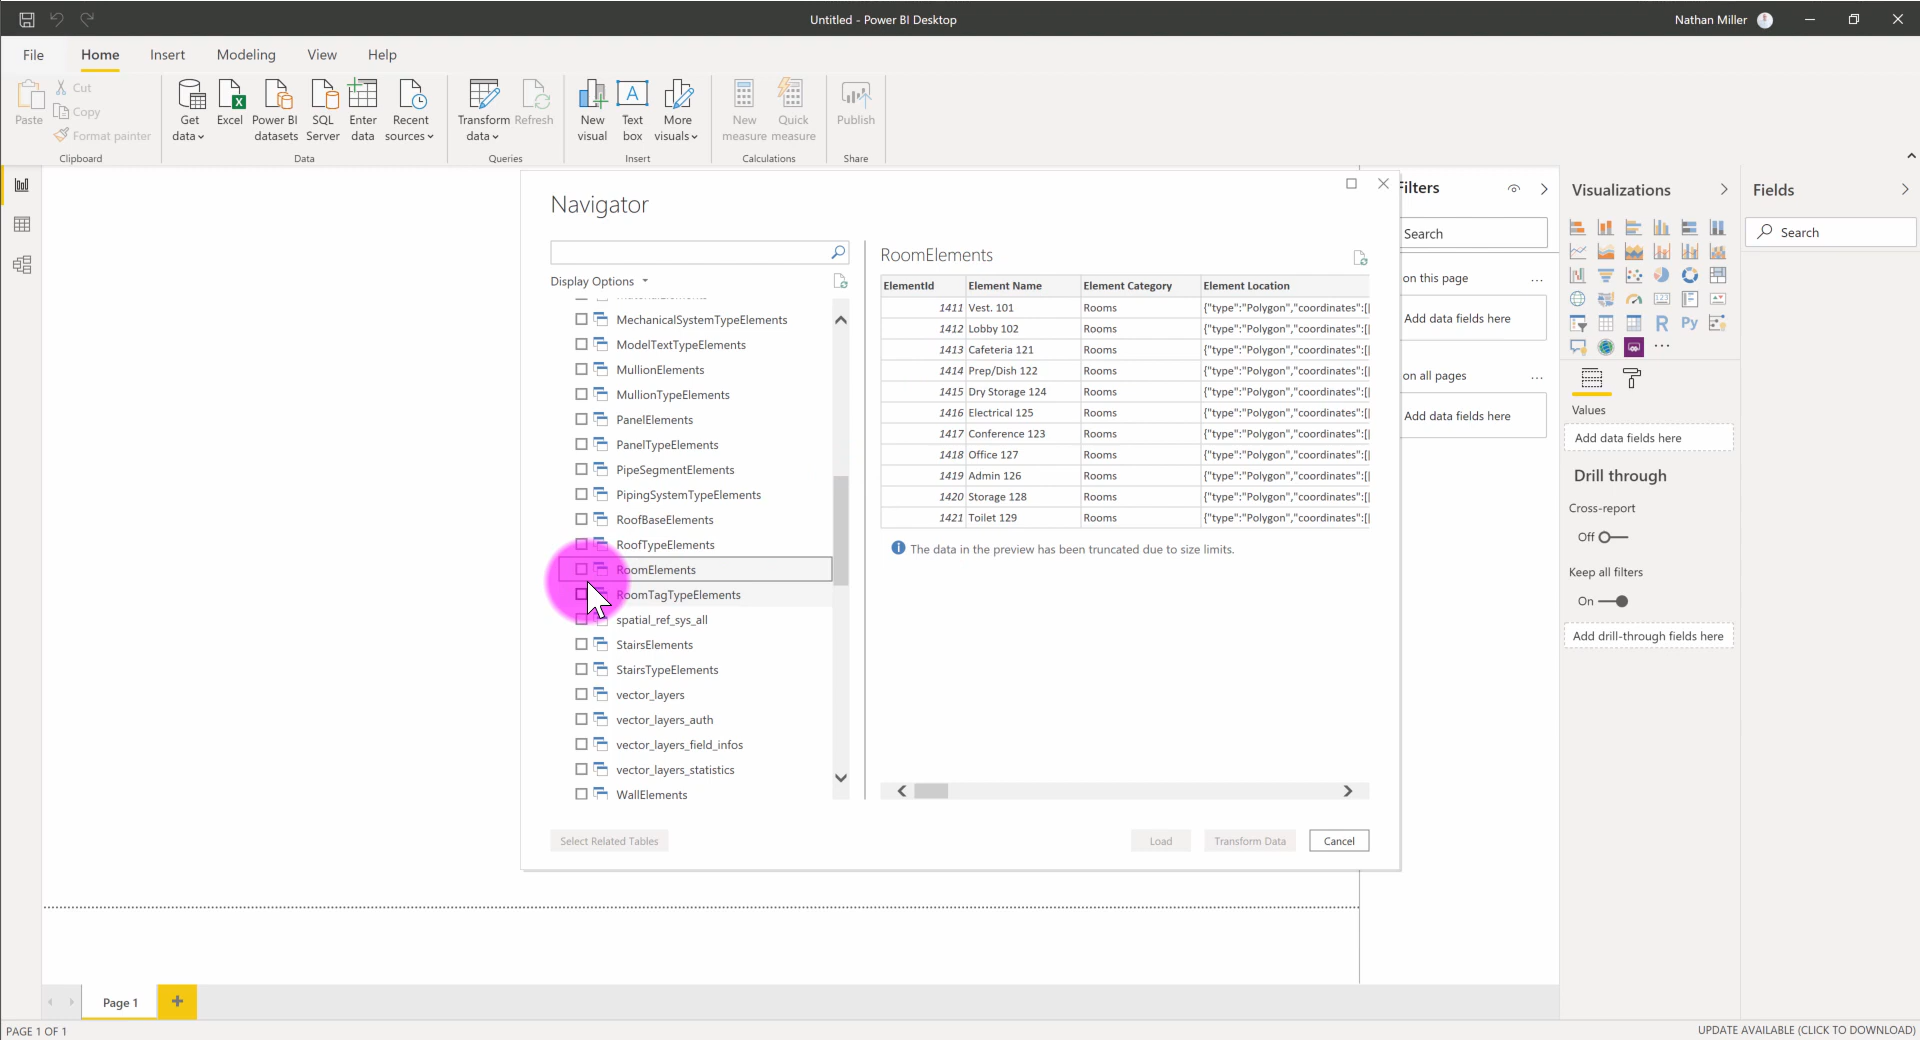 Untitled - Power BI Desktop
Nathan Miller
File
Home
Insert
Modeling
View
Help
Paste
Cut
Copy
Format painter
Clipboard
Get
data
Excel
Power BI
datasets
SQL
Server
Enter
data
Recent
sources
Data
Transform
data
Refresh
Queries
New
visual
Text
box
More
visuals
Insert
New
measure
Quick
measure
Calculations
Publish
Share
Navigator
Display Options
MechanicalSystemTypeElements
ModelTextTypeElements
MullionElements
MullionTypeElements
PanelElements
PanelTypeElements
PipeSegmentElements
PipingSystemTypeElements
RoofBaseElements
RoofTypeElements
RoomElements
RoomTagTypeElements
spatial_ref_sys_all
StairsElements
StairsTypeElements
vector_layers
vector_layers_auth
vector_layers_field_infos
vector_layers_statistics
WallElements
RoomElements
ElementId Element Name Element Category Element Location
1411 Vest. 101 Rooms {"type":"Polygon","coordinates":[
1412 Lobby 102 Rooms {"type":"Polygon","coordinates":[
1413 Cafeteria 121 Rooms {"type":"Polygon","coordinates":[
1414 Prep/Dish 122 Rooms {"type":"Polygon","coordinates":[
1415 Dry Storage 124 Rooms {"type":"Polygon","coordinates":[
1416 Electrical 125 Rooms {"type":"Polygon","coordinates":[
1417 Conference 123 Rooms {"type":"Polygon","coordinates":[
1418 Office 127 Rooms {"type":"Polygon","coordinates":[
1419 Admin 126 Rooms {"type":"Polygon","coordinates":[
1420 Storage 128 Rooms {"type":"Polygon","coordinates":[
1421 Toilet 129 Rooms {"type":"Polygon","coordinates":[
The data in the preview has been truncated due to size limits.
Select Related Tables
Load
Transform Data
Cancel
Filters
Search
on this page
...
Add data fields here
on all pages
...
Add data fields here
Visualizations
R
Py
...
Values
Add data fields here
Drill through
Cross-report
Off
Keep all filters
On
Add drill-through fields here
Fields
Search
Page 1
PAGE 1 OF 1
UPDATE AVAILABLE (CLICK TO DOWNLOAD)